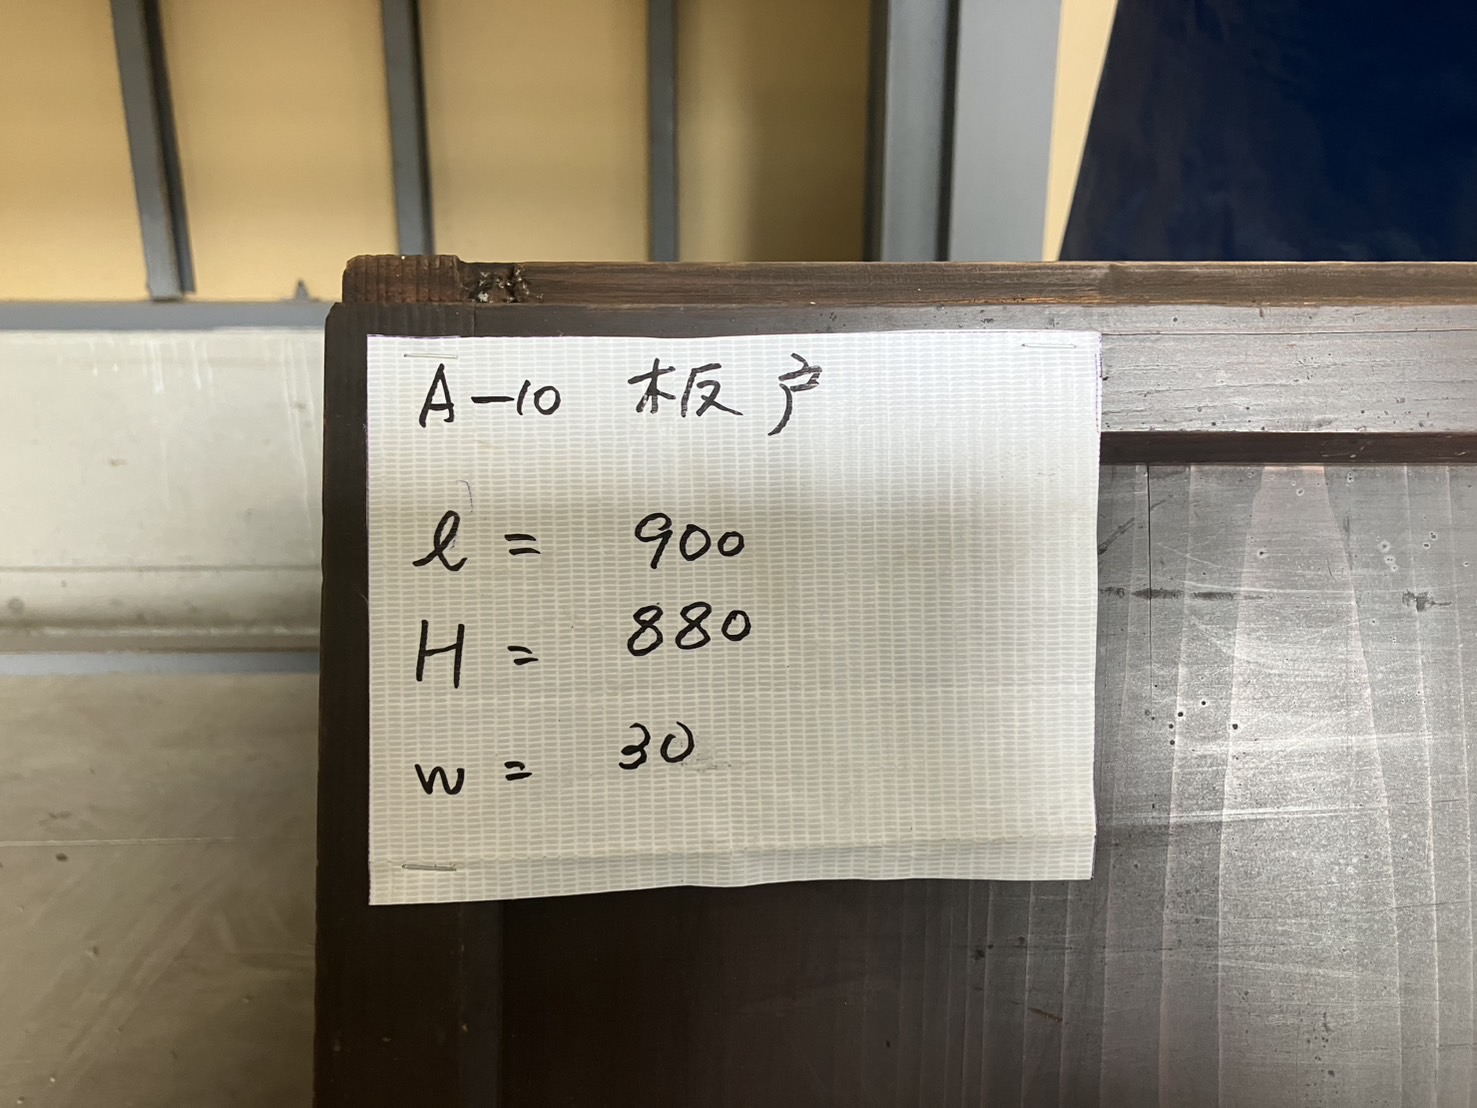 A-10 板戸
l = 900
H = 880
w = 30